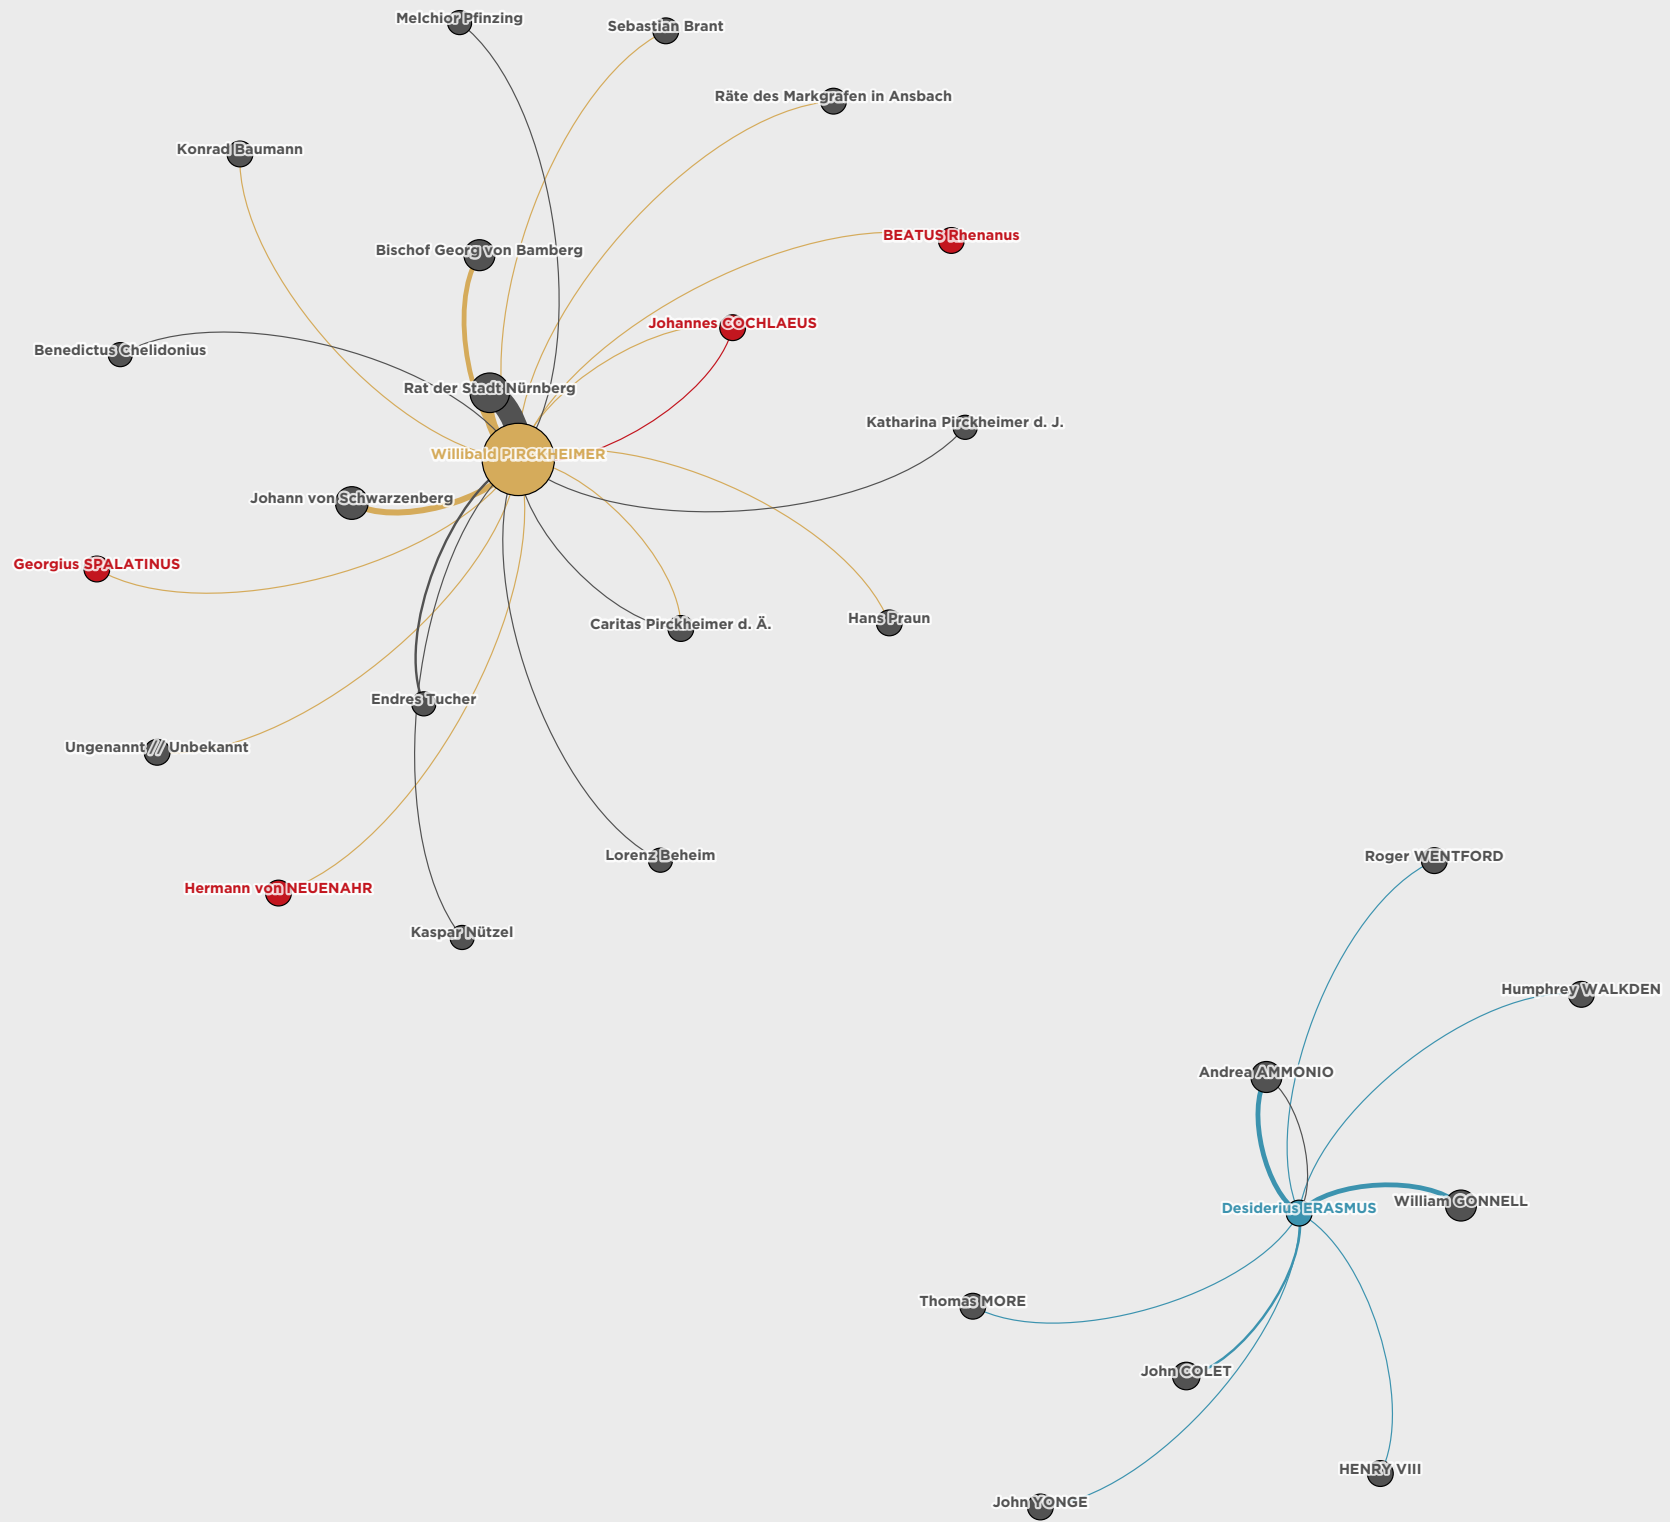 Melchior Pfinzing
Sebastian Brant
Räte des Markgrafen in Ansbach
Konrad Baumann
BEATUS Rhenanus
Bischof Georg von Bamberg
Johannes COCHLAEUS
Benedictus Chelidonius
Rat der Stadt Nürnberg
Katharina Pirckheimer d. J.
Willibald PIRCKHEIMER
Johann von Schwarzenberg
Georgius SPALATINUS
Hans Praun
Caritas Pirckheimer d. Ä.
Endres Tucher
Ungenannt // Unbekannt
Lorenz Beheim
Roger WENTFORD
Hermann von NEUENAHR
Kaspar Nützel
Humphrey WALKDEN
Andrea AMMONIO
William GONNELL
Desiderius ERASMUS
Thomas MORE
John COLET
HENRY VIII
John YONGE